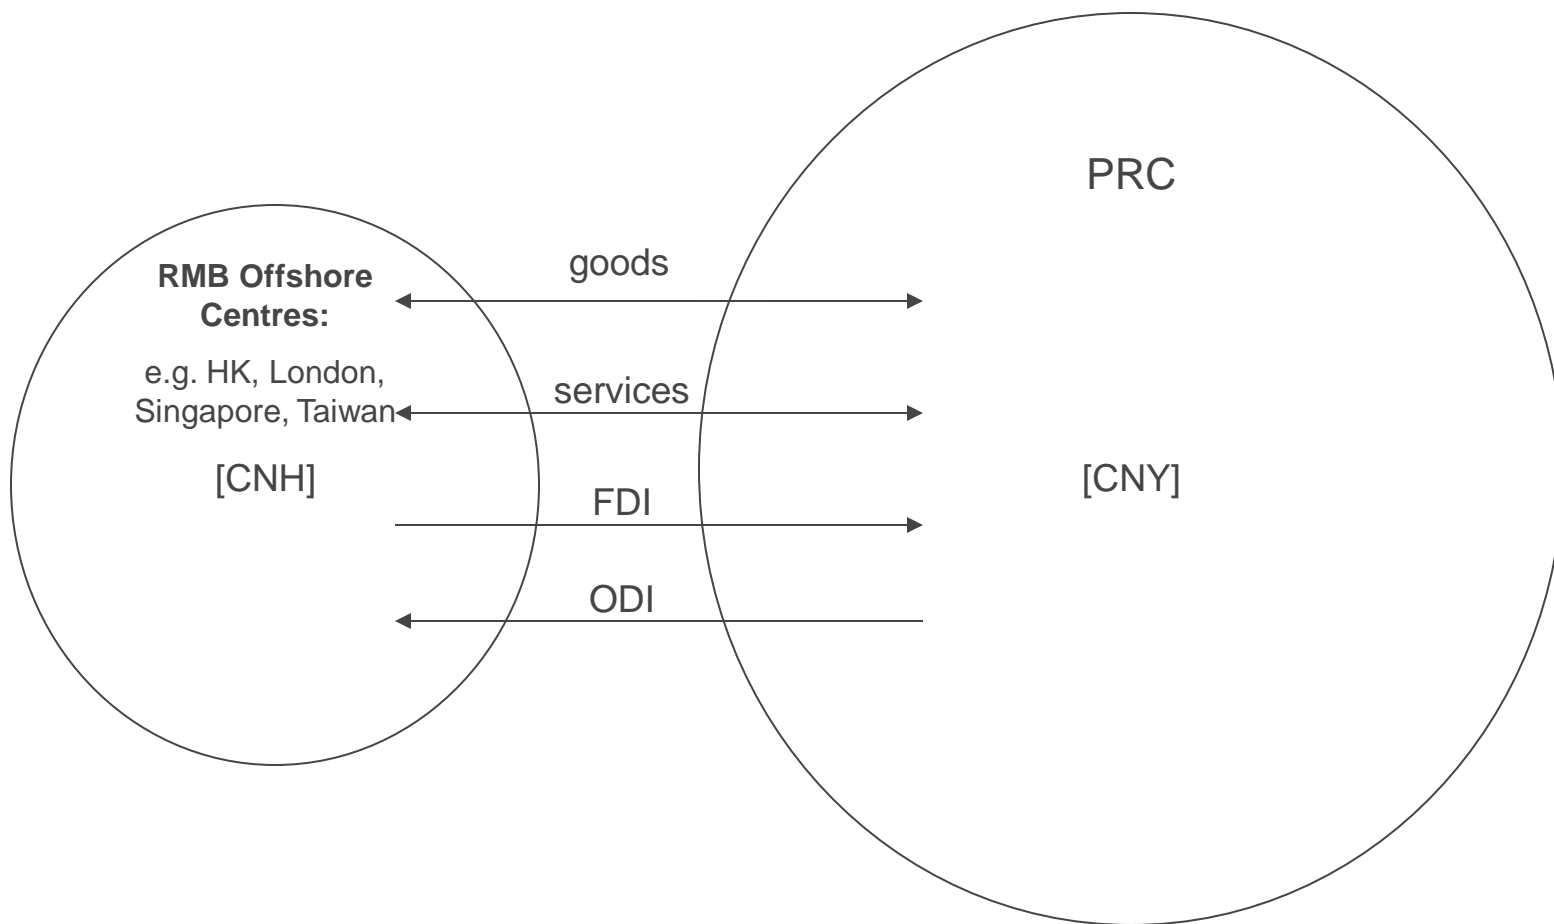 PRC
RMB Offshore
Centres:
e.g. HK, London,
Singapore, Taiwan
[CNH]
goods
services
FDI
ODI
[CNY]